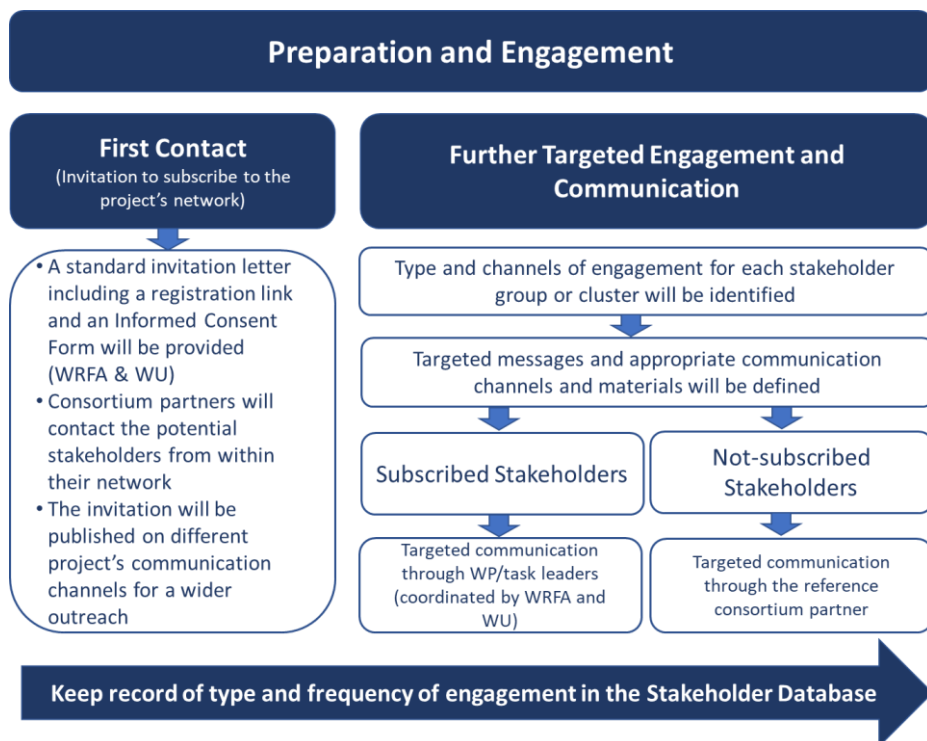 Preparation and Engagement
First Contact
(Invitation to subscribe to the
project's network)
• A standard invitation letter
including a registration link
and an Informed Consent
Form will be provided
(WRFA & WU)
• Consortium partners will
contact the potential
stakeholders from within
their network
• The invitation will be
published on different
project's communication
channels for a wider
outreach
Further Targeted Engagement and
Communication
Type and channels of engagement for each stakeholder
group or cluster will be identified
Targeted messages and appropriate communication
channels and materials will be defined
Subscribed Stakeholders
Targeted communication
through WP/task leaders
(coordinated by WRFA and
WU)
Not-subscribed
Stakeholders
Targeted communication
through the reference
consortium partner
Keep record of type and frequency of engagement in the Stakeholder Database